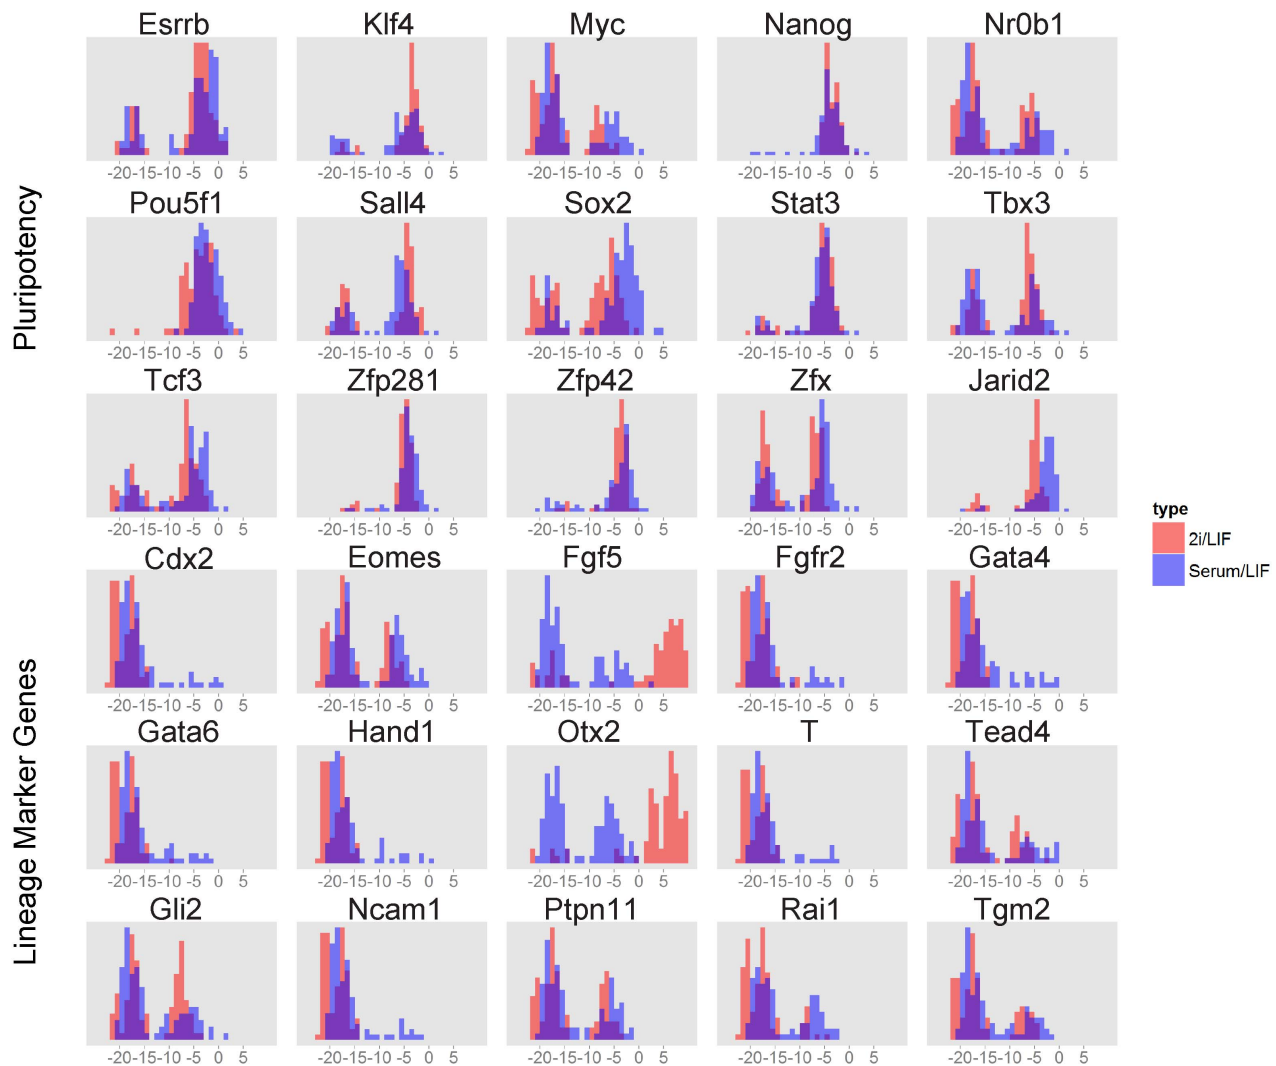 Esrrb Klf4 Myc Nanog Nr0b1
-20-15-10 -5 0 5 -20-15-10 -5 0 5 -20-15-10 -5 0 5 -20-15-10 -5 0 5 -20-15-10 -5 0 5
Pluripotency
Pou5f1 Sall4 Sox2 Stat3 Tbx3
-20-15-10 -5 0 5 -20-15-10 -5 0 5 -20-15-10 -5 0 5 -20-15-10 -5 0 5 -20-15-10 -5 0 5
Tcf3 Zfp281 Zfp42 Zfx Jarid2
-20-15-10 -5 0 5 -20-15-10 -5 0 5 -20-15-10 -5 0 5 -20-15-10 -5 0 5 -20-15-10 -5 0 5
type
2i/LIF
Serum/LIF
Cdx2 Eomes Fgf5 Fgfr2 Gata4
-20-15-10 -5 0 5 -20-15-10 -5 0 5 -20-15-10 -5 0 5 -20-15-10 -5 0 5 -20-15-10 -5 0 5
Lineage Marker Genes
Gata6 Hand1 Otx2 T Tead4
-20-15-10 -5 0 5 -20-15-10 -5 0 5 -20-15-10 -5 0 5 -20-15-10 -5 0 5 -20-15-10 -5 0 5
Gli2 Ncam1 Ptpn11 Rai1 Tgm2
-20-15-10 -5 0 5 -20-15-10 -5 0 5 -20-15-10 -5 0 5 -20-15-10 -5 0 5 -20-15-10 -5 0 5